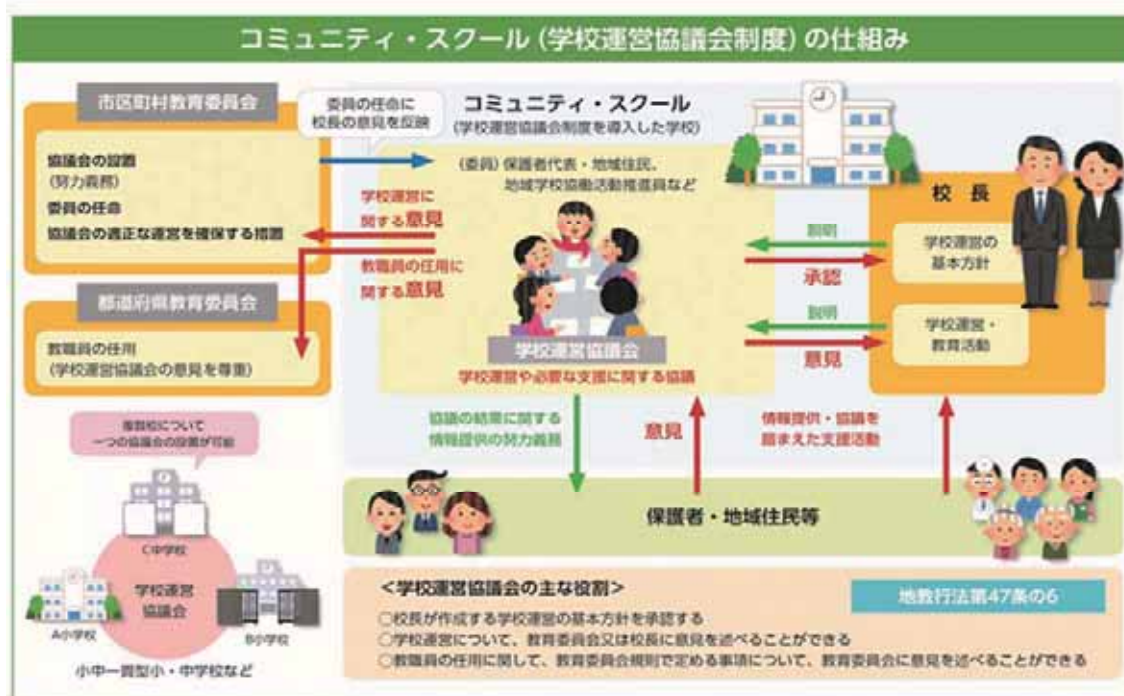 コミュニティ・スクール(学校運営協議会制度)の仕組み
市区町村教育委員会
協議会の設置
(努力義務)
委員の任命
協議会の適正な運営を確保する措置
委員の任命に
校長の意見を反映
コミュニティ・スクール
(学校運営協議会制度を導入した学校)
(委員)保護者代表・地域住民、
地域学校協働活動推進員など
学校運営に
関する意見
教職員の任用に
関する意見
学校運営協議会
学校運営や必要な支援に関する協議
校長
説明
承認
学校運営の
基本方針
説明
意見
学校運営・
教育活動
都道府県教育委員会
教職員の任用
(学校運営協議会の意見を尊重)
協議の結果に関する
情報提供の努力義務
意見
情報提供・協議を
踏まえた支援活動
保護者・地域住民等
複数校について
一つの協議会の設置が可能
C中学校
学校運営
協議会
A小学校
B小学校
小中一貫型小・中学校など
<学校運営協議会の主な役割>
地教行法第47条の6
○校長が作成する学校運営の基本方針を承認する
○学校運営について、教育委員会又は校長に意見を述べることができる
○教職員の任用に関して、教育委員会規則で定める事項について、教育委員会に意見を述べることができる